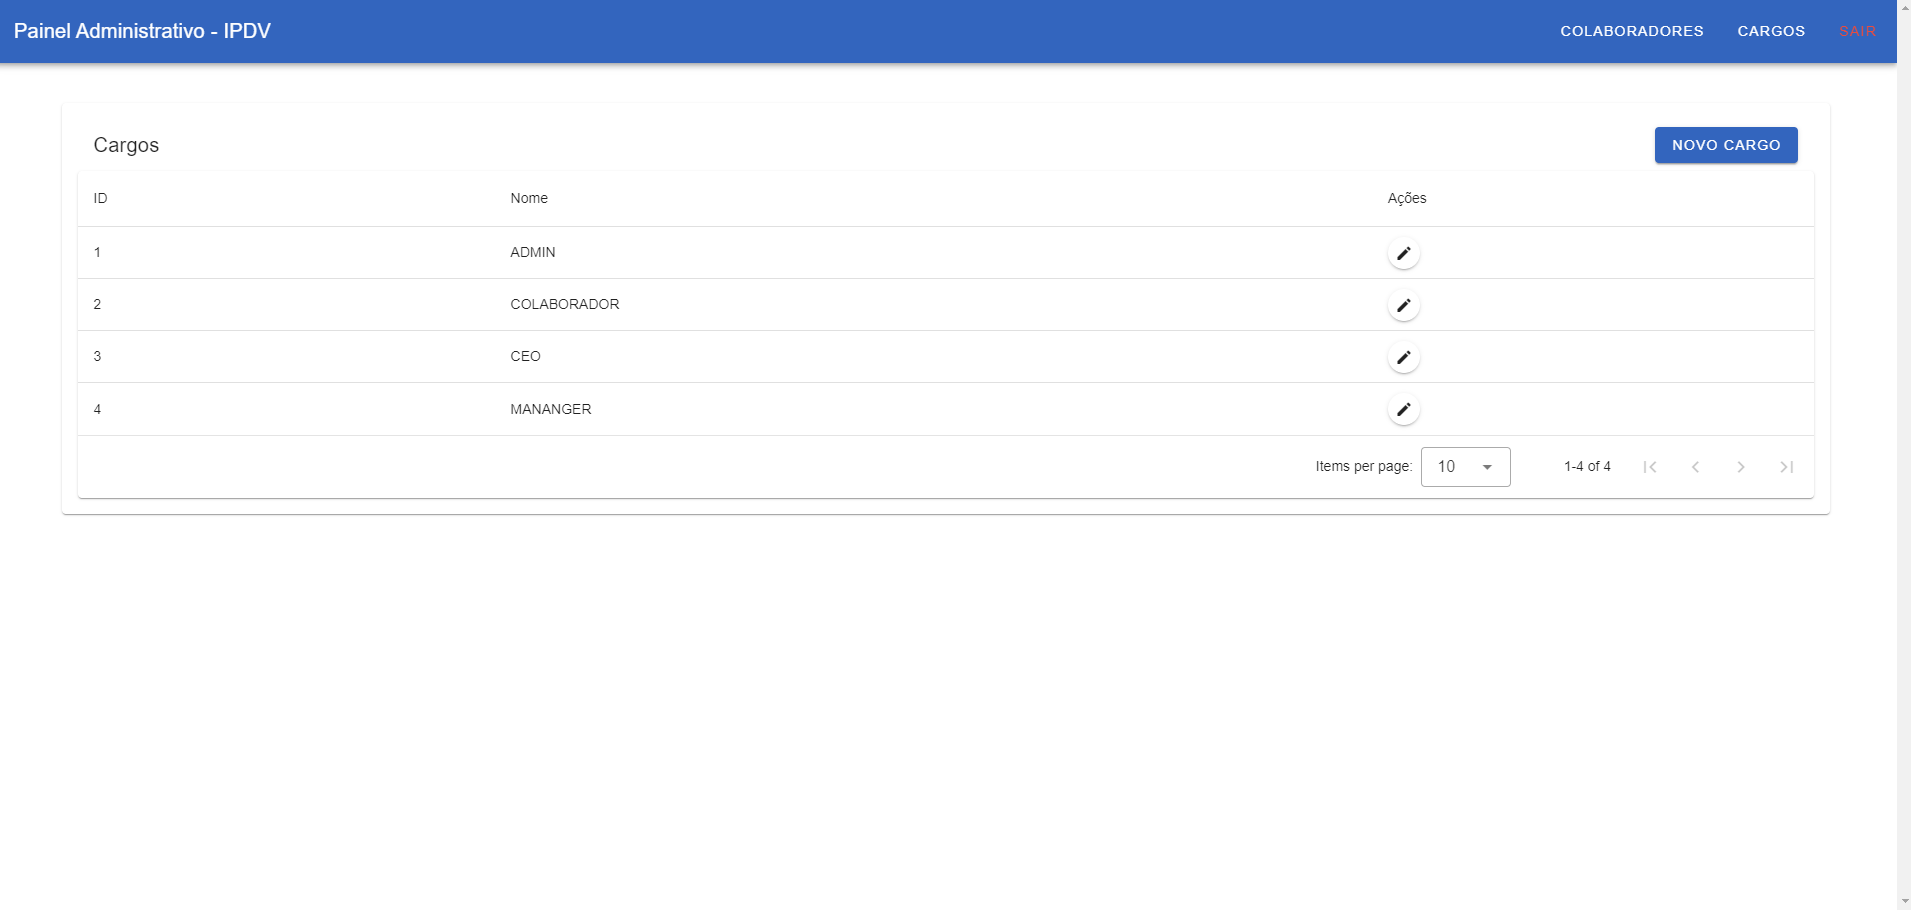 Painel Administrativo - IPDV COLABORADORES CARGOS SAIR
Cargos NOVO CARGO
ID Nome Ações
1 ADMIN
2 COLABORADOR
3 CEO
4 MANANGER
Items per page: 10 1-4 of 4